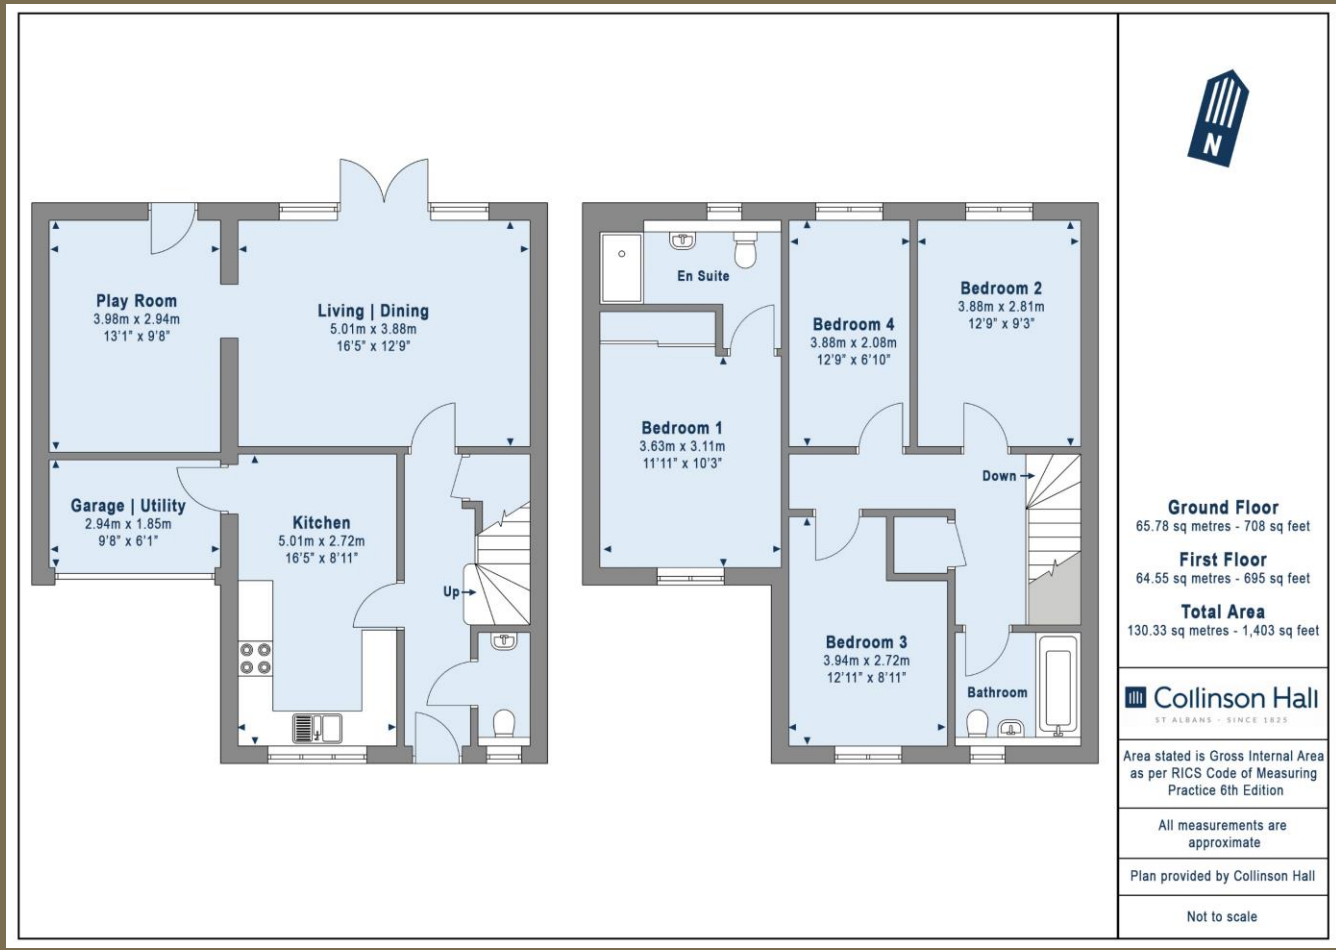 Play Room
3.98m x 2.94m
13'1" x 9'8"
Living | Dining
5.01m x 3.88m
16'5" x 12'9"
Garage | Utility
2.94m x 1.85m
9'8" x 6'1"
Kitchen
5.01m x 2.72m
16'5" x 8'11"
Up
En Suite
Bedroom 1
3.63m x 3.11m
11'11" x 10'3"
Bedroom 4
3.88m x 2.08m
12'9" x 6'10"
Bedroom 2
3.88m x 2.81m
12'9" x 9'3"
Down
Bedroom 3
3.94m x 2.72m
12'11" x 8'11"
Bathroom
N
Ground Floor
65.78 sq metres - 708 sq feet
First Floor
64.55 sq metres - 695 sq feet
Total Area
130.33 sq metres - 1,403 sq feet
Collinson Hall
ST ALBANS - SINCE 1825
Area stated is Gross Internal Area
as per RICS Code of Measuring
Practice 6th Edition
All measurements are
approximate
Plan provided by Collinson Hall
Not to scale